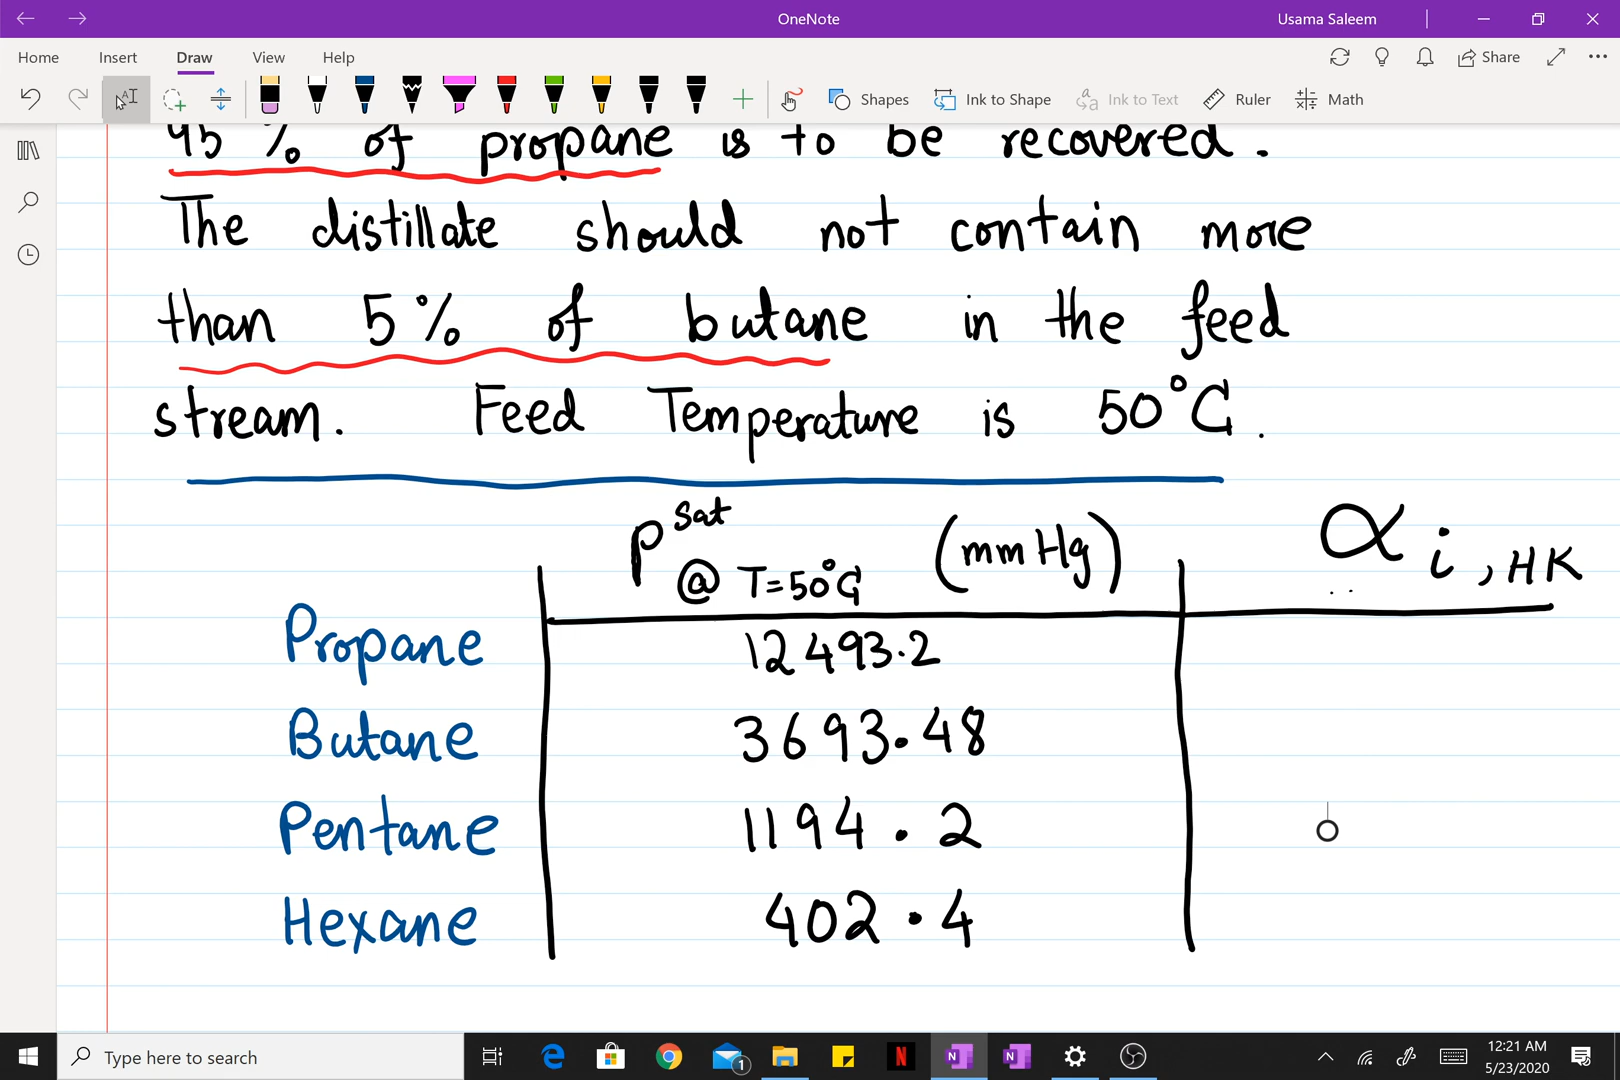 OneNote
Usama Saleem
Home Insert Draw View Help
Share
Shapes Ink to Shape Ink to Text Ruler Math
95 % of propane is to be recovered.
The distillate should not contain more
than 5% of butane in the feed
stream. Feed Temperature is 50°C.
P sat @ T=50°C (mmHg) α i, HK
Propane 12493.2
Butane 3693.48
Pentane 1194.2
Hexane 402.4
Type here to search
1
12:21 AM
5/23/2020